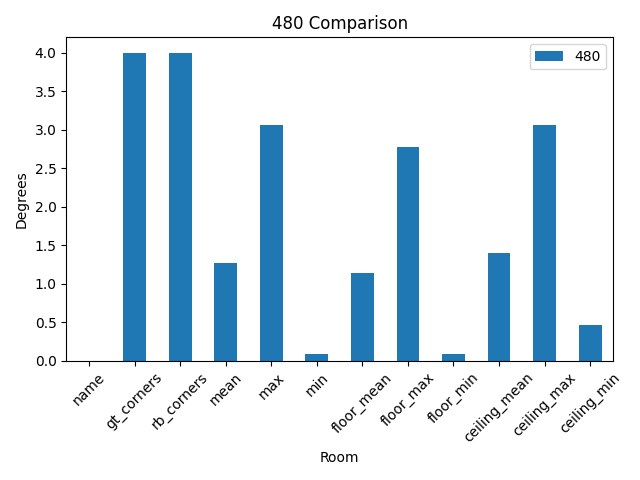 480 Comparison
480
Degrees
4.0
3.5
3.0
2.5
2.0
1.5
1.0
0.5
0.0
name
gt_corners
rb_corners
mean
max
min
floor_mean
floor_max
floor_min
ceiling_mean
ceiling_max
ceiling_min
Room